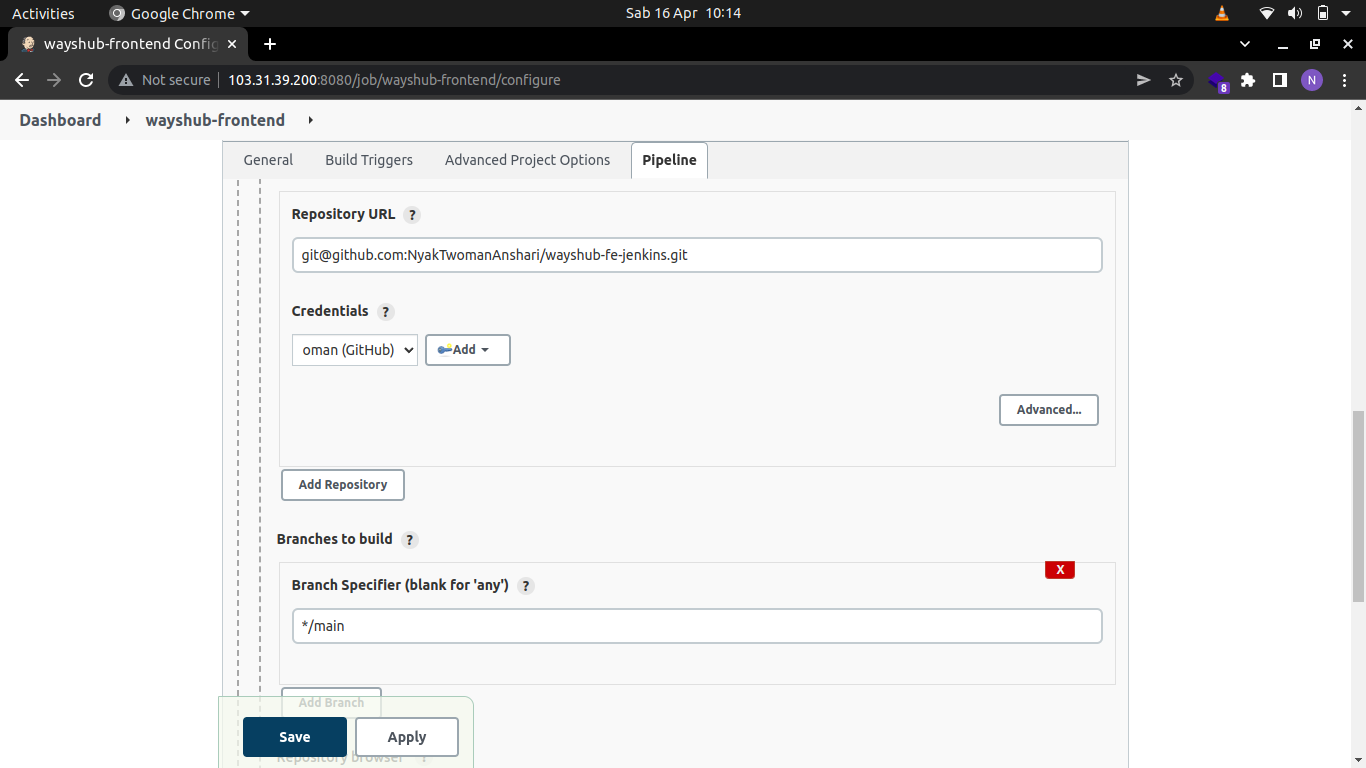 Activities Google Chrome Sab 16 Apr 10:14
wayshub-frontend Config
Not secure 103.31.39.200:8080/job/wayshub-frontend/configure 8 N
Dashboard wayshub-frontend
General Build Triggers Advanced Project Options Pipeline
Repository URL ?
git@github.com:NyakTwomanAnshari/wayshub-fe-jenkins.git
Credentials ?
oman (GitHub) Add
Advanced...
Add Repository
Branches to build ?
X
Branch Specifier (blank for 'any') ?
*/main
Add Branch
Save Apply
Repository browser ?